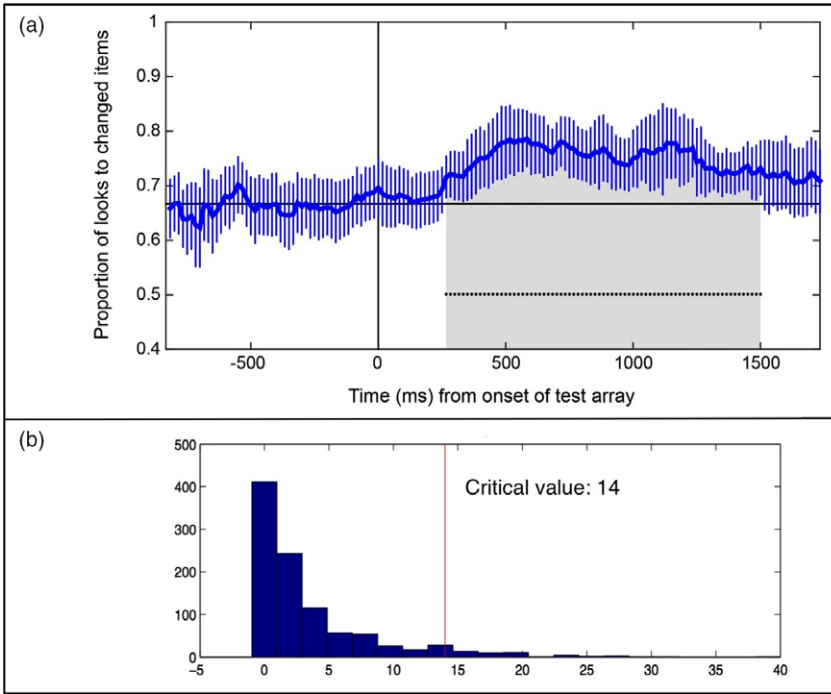 (a)
1
0.9
0.8
0.7
0.6
0.5
0.4
Proportion of looks to changed items
-500 0 500 1000 1500
Time (ms) from onset of test array
(b)
500
400
300
200
100
0
Critical value: 14
-5 0 5 10 15 20 25 30 35 40